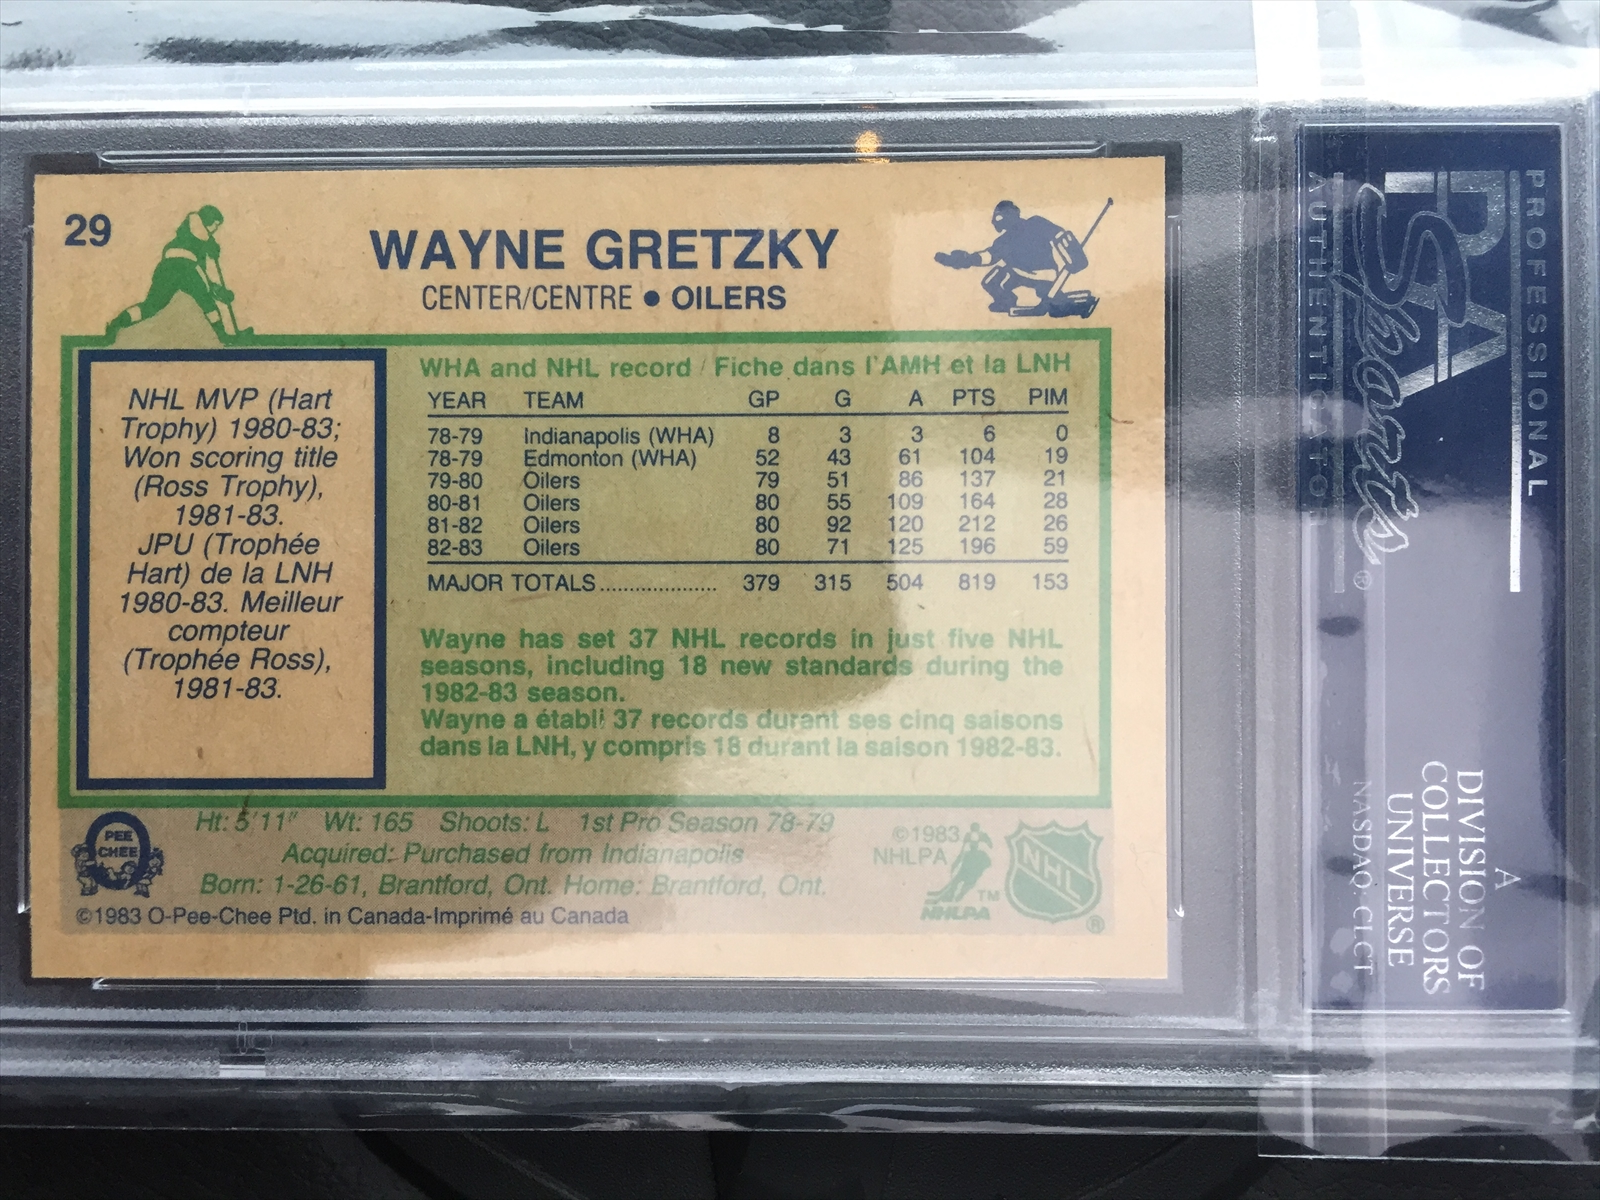 29
WAYNE GRETZKY
CENTER/CENTRE • OILERS
NHL MVP (Hart
Trophy) 1980-83;
Won scoring title
(Ross Trophy),
1981-83.
JPU (Trophée
Hart) de la LNH
1980-83. Meilleur
compteur
(Trophée Ross),
1981-83.
WHA and NHL record / Fiche dans l'AMH et la LNH
YEAR TEAM GP G A PTS PIM
78-79 Indianapolis (WHA) 8 3 3 6 0
78-79 Edmonton (WHA) 52 43 61 104 19
79-80 Oilers 79 51 86 137 21
80-81 Oilers 80 55 109 164 28
81-82 Oilers 80 92 120 212 26
82-83 Oilers 80 71 125 196 59
MAJOR TOTALS.................... 379 315 504 819 153
Wayne has set 37 NHL records in just five NHL
seasons, including 18 new standards during the
1982-83 season.
Wayne a établi 37 records durant ses cinq saisons
dans la LNH, y compris 18 durant la saison 1982-83.
Ht: 5'11" Wt: 165 Shoots: L 1st Pro Season 78-79
Acquired: Purchased from Indianapolis
Born: 1-26-61, Brantford, Ont. Home: Brantford, Ont.
©1983 O-Pee-Chee Ptd. in Canada-Imprimé au Canada
O
PEE
CHEE
©1983
NHLPA
TM
NHLPA
NHL
®
PROFESSIONAL
PSA
Sports
®
AUTHENTICATOR
A
DIVISION OF
COLLECTORS
UNIVERSE
NASDAQ: CLCT